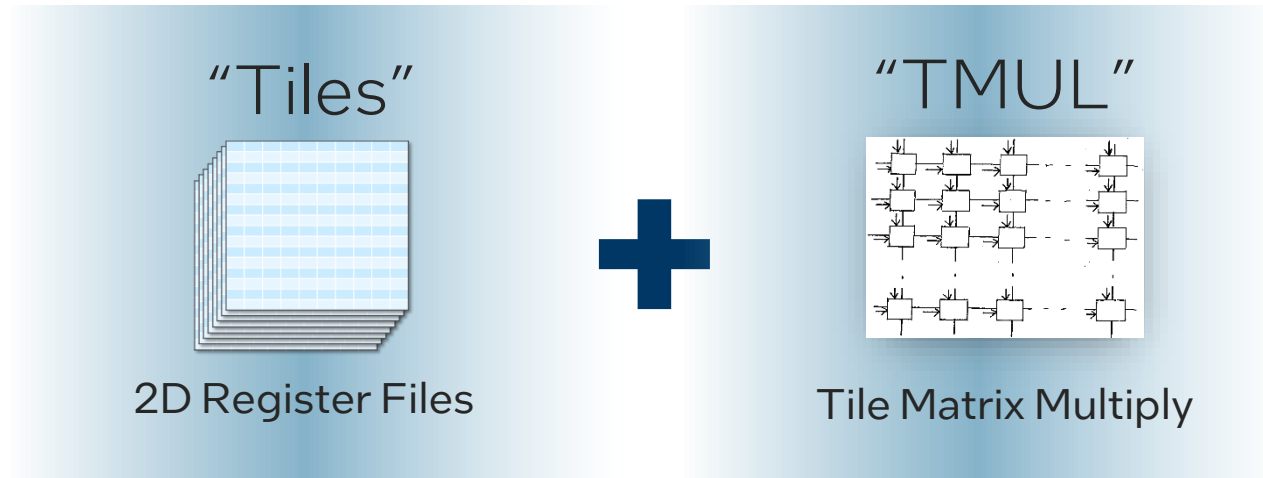 “Tiles”
2D Register Files
“TMUL”
Tile Matrix Multiply